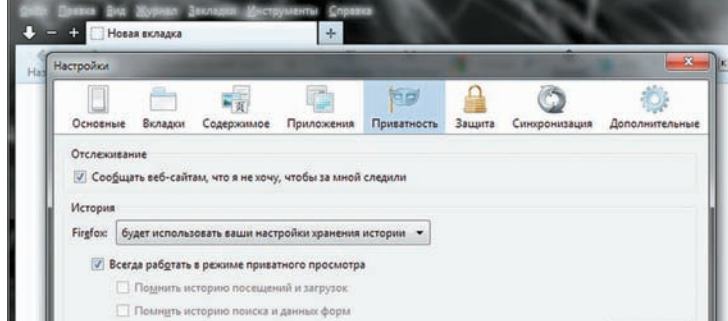 Файл Правка Вид Журнал Закладки Инструменты Справка
Новая вкладка
Наз
Настройки
к
Основные Вкладки Содержимое Приложения Приватность Защита Синхронизация Дополнительные
Отслеживание
Сообщать веб-сайтам, что я не хочу, чтобы за мной следили
История
Firefox: будет использовать ваши настройки хранения истории
Всегда работать в режиме приватного просмотра
Помнить историю посещений и загрузок
Помнить историю поиска и данных форм